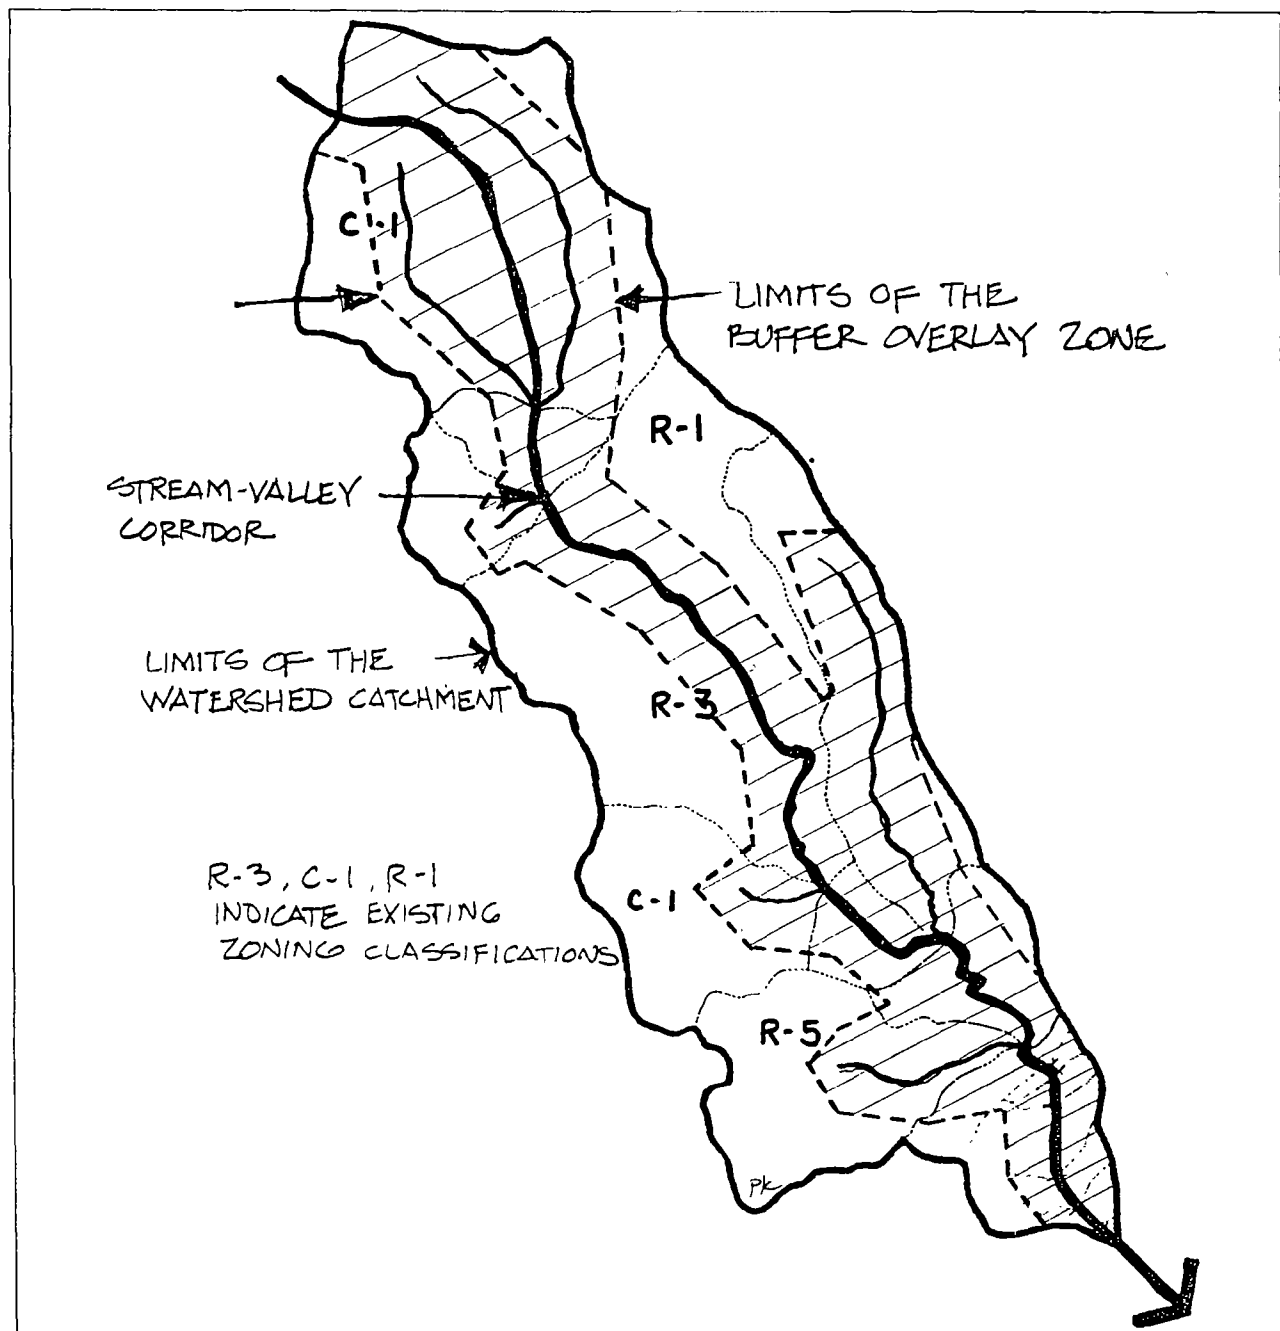 C-1
LIMITS OF THE
BUFFER OVERLAY ZONE
R-1
STREAM-VALLEY
CORRIDOR
LIMITS OF THE
WATERSHED CATCHMENT
R-3
R-3, C-1, R-1
INDICATE EXISTING
ZONING CLASSIFICATIONS
C-1
R-5
PK